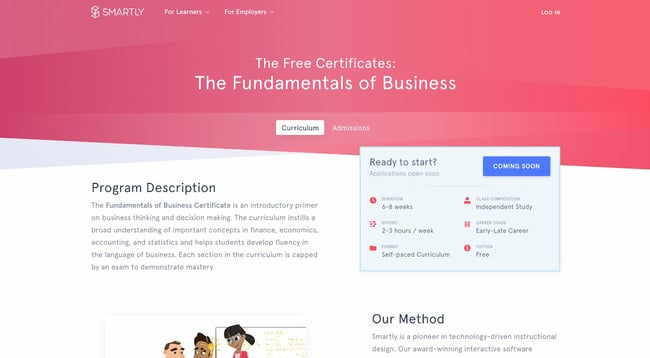 SMARTLY
For Learners
For Employers
LOG IN
The Free Certificates:
The Fundamentals of Business
Curriculum
Admissions
Ready to start?
Applications open soon
COMING SOON
DURATION
6-8 weeks
CLASS COMPOSITION
Independent Study
EFFORT
2-3 hours / week
CAREER STAGE
Early-Late Career
FORMAT
Self-paced Curriculum
TUITION
Free
Program Description
The Fundamentals of Business Certificate is an introductory primer
on business thinking and decision making. The curriculum instills a
broad understanding of important concepts in finance, economics,
accounting, and statistics and helps students develop fluency in
the language of business. Each section in the curriculum is capped
by an exam to demonstrate mastery.
Our Method
Smartly is a pioneer in technology-driven instructional
design. Our award-winning interactive software